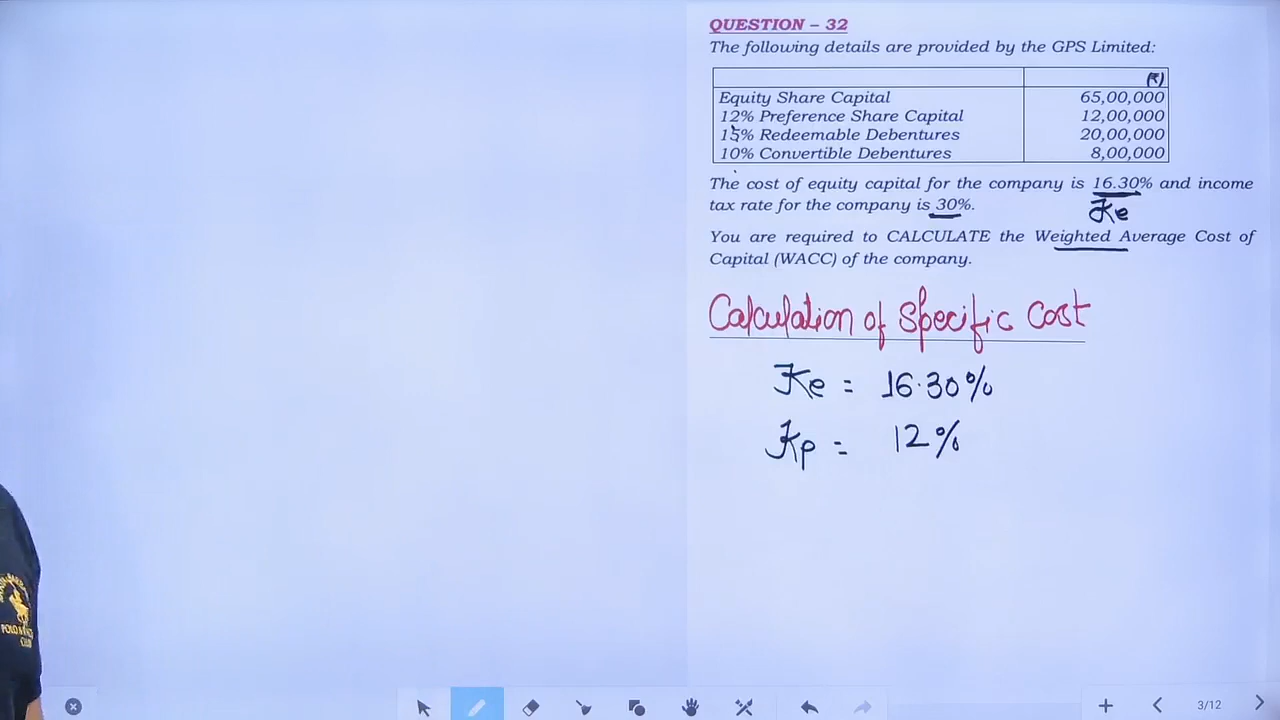 QUESTION – 32
The following details are provided by the GPS Limited:
(₹)
Equity Share Capital 65,00,000
12% Preference Share Capital 12,00,000
15% Redeemable Debentures 20,00,000
10% Convertible Debentures 8,00,000
The cost of equity capital for the company is 16.30% and income
tax rate for the company is 30%.
Ke
You are required to CALCULATE the Weighted Average Cost of
Capital (WACC) of the company.
Calculation of Specific Cost
Ke = 16.30%
Kp = 12%
3/12